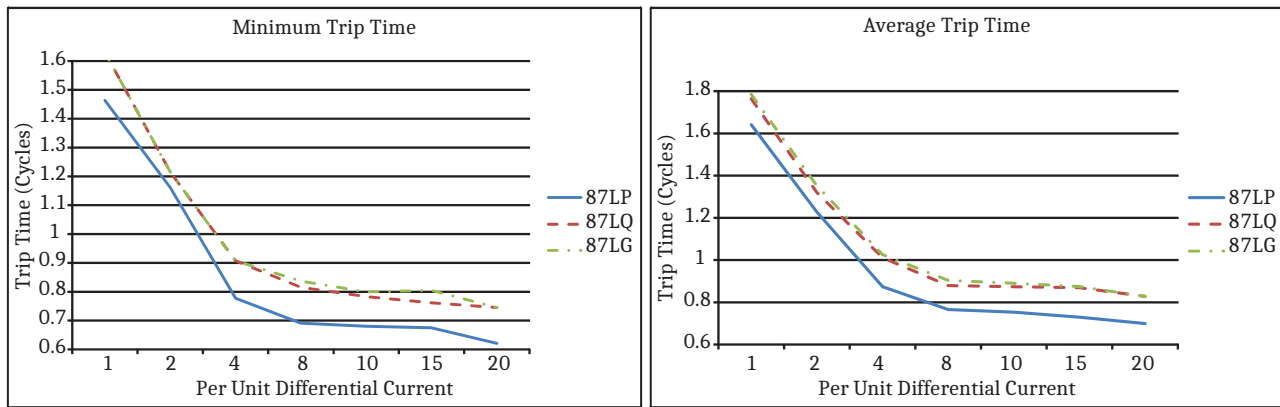 Minimum Trip Time
Trip Time (Cycles)
1.6
1.5
1.4
1.3
1.2
1.1
1
0.9
0.8
0.7
0.6
1 2 4 8 10 15 20
Per Unit Differential Current
87LP
87LQ
87LG
Average Trip Time
Trip Time (Cycles)
1.8
1.6
1.4
1.2
1
0.8
0.6
1 2 4 8 10 15 20
Per Unit Differential Current
87LP
87LQ
87LG